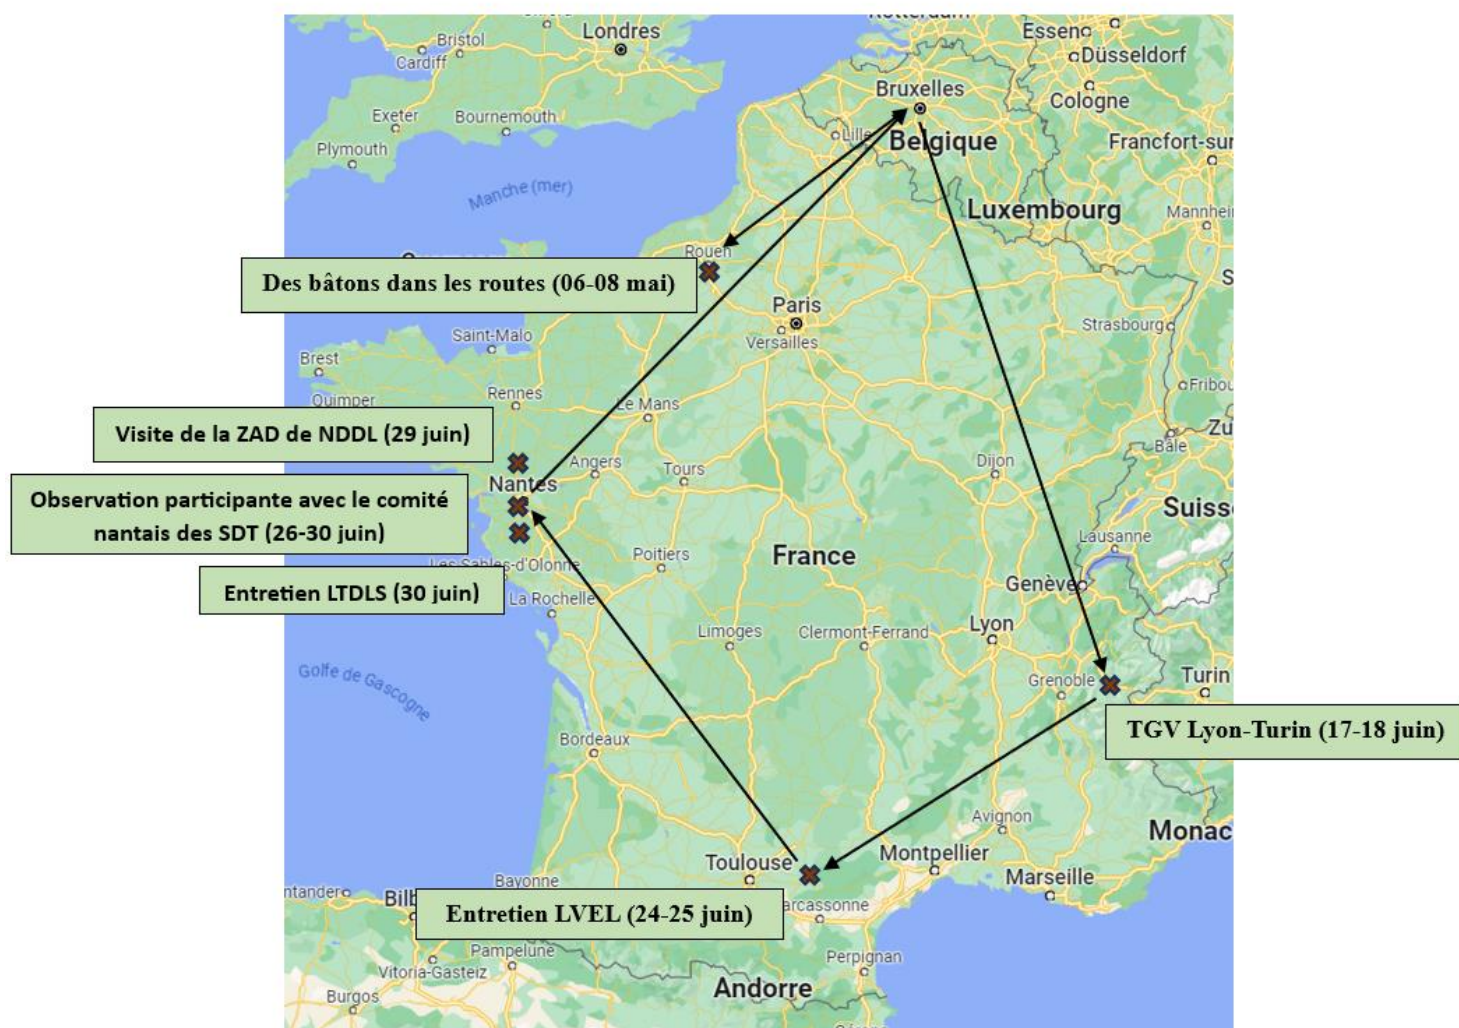 Londres
Rotterdam
Essen
Bristol
Cardiff
Düsseldorf
Bruxelles
Cologne
Exeter
Bournemouth
Lille
Belgique
Plymouth
Francfort-sur
Manche (mer)
Luxembourg
Mannhei
Rouen
Des bâtons dans les routes (06-08 mai)
Paris
Versailles
Saint-Malo
Strasbourg
Brest
Rennes
Quimper
Le Mans
Fribou
Visite de la ZAD de NDDL (29 juin)
Zu
Bâle
Angers
Tours
Dijon
Nantes
Observation participante avec le comité
nantais des SDT (26-30 juin)
Suiss
Lausanne
Poitiers
France
Les Sables-d'Olonne
Genève
Entretien LTDLS (30 juin)
La Rochelle
Limoges
Clermont-Ferrand
Lyon
Golfe de Gascogne
Grenoble
Turin
TGV Lyon-Turin (17-18 juin)
Bordeaux
Avignon
Monac
Toulouse
Montpellier
Marseille
Bayonne
ntander
Bilb
Entretien LVEL (24-25 juin)
arcassonne
Pampelune
Vitoria-Gasteiz
Perpignan
Andorre
Burgos